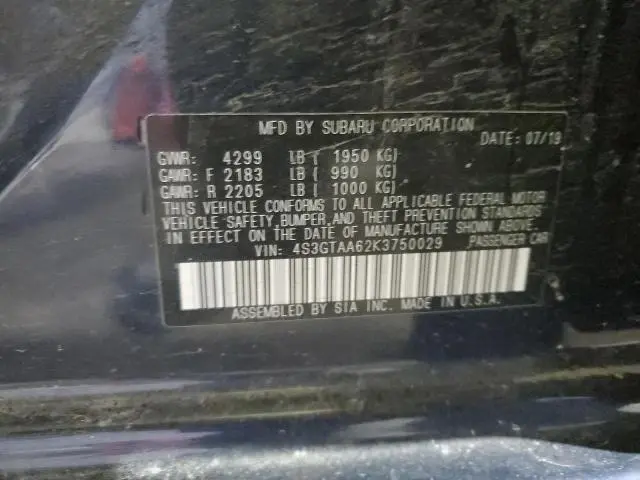 MFD BY SUBARU CORPORATION
DATE: 07/19
GVWR: 4299 LB ( 1950 KG)
GAWR: F 2183 LB ( 990 KG)
GAWR: R 2205 LB ( 1000 KG)
THIS VEHICLE CONFORMS TO ALL APPLICABLE FEDERAL MOTOR
VEHICLE SAFETY,BUMPER,AND THEFT PREVENTION STANDARDS
IN EFFECT ON THE DATE OF MANUFACTURE SHOWN ABOVE.
VIN: 4S3GTAA62K3750029 PASSENGER CAR
ASSEMBLED BY SIA INC. MADE IN U.S.A.